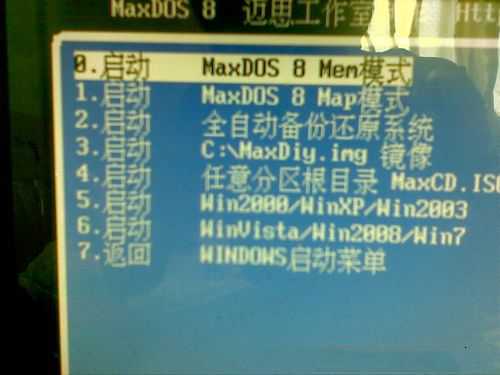 MaxDOS 8 迈思工作室 Htt
0.启动 MaxDOS 8 Mem模式
1.启动 MaxDOS 8 Map模式
2.启动 全自动备份还原系统
3.启动 C:\MaxDiy.img 镜像
4.启动 任意分区根目录 MaxCD.ISO
5.启动 Win2000/WinXP/Win2003
6.启动 WinVista/Win2008/Win7
7.返回 WINDOWS启动菜单